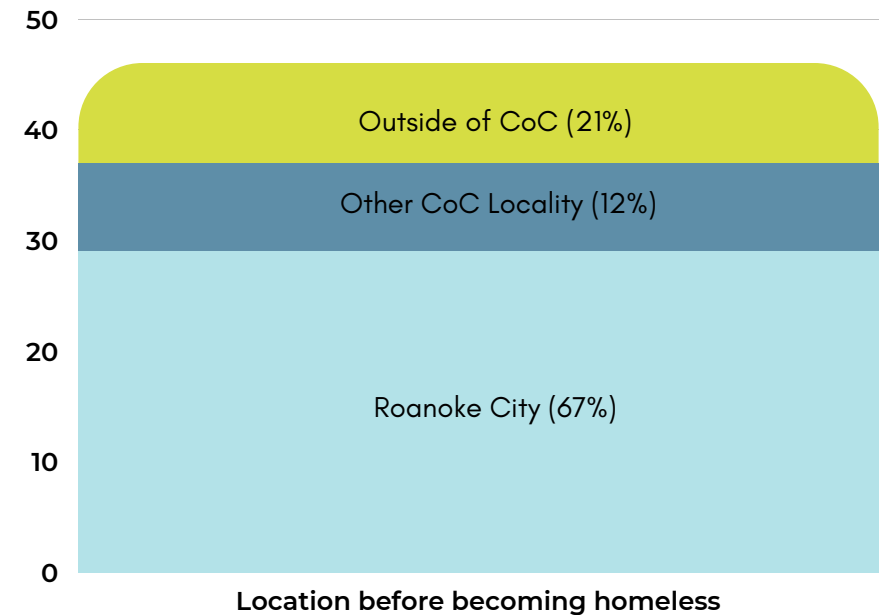 50
Outside of CoC (21%)
40
Other CoC Locality (12%)
30
20
Roanoke City (67%)
10
0
Location before becoming homeless